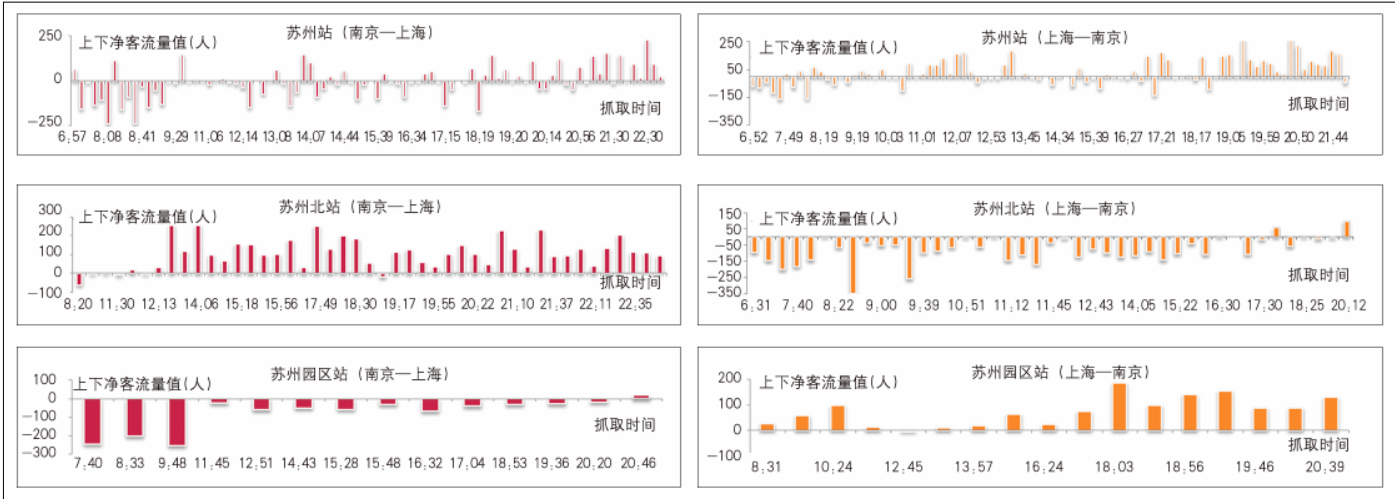 苏州站（南京—上海）
上下净客流量值(人)
250
0
−250
抓取时间
6:57 8:08 8:41 9:29 11:06 12:14 13:08 14:07 14:44 15:39 16:34 17:15 18:19 19:20 20:14 20:56 21:30 22:30
苏州站（上海—南京）
上下净客流量值(人)
250
150
50
−50
−150
−250
−350
抓取时间
6:52 7:49 8:19 9:19 10:03 11:01 12:07 12:53 13:45 14:34 15:39 16:27 17:21 18:17 19:05 19:59 20:50 21:44
苏州北站（南京—上海）
上下净客流量值(人)
300
200
100
0
−100
抓取时间
8:20 11:30 12:13 14:06 15:18 15:56 17:49 18:30 19:17 19:55 20:22 21:10 21:37 22:11 22:35
苏州北站（上海—南京）
上下净客流量值(人)
150
50
−50
−150
−250
−350
抓取时间
6:31 7:40 8:22 9:00 9:39 10:51 11:12 11:45 12:43 14:05 15:22 16:30 17:30 18:25 20:12
苏州园区站（南京—上海）
上下净客流量值(人)
100
0
−100
−200
−300
抓取时间
7:40 8:33 9:48 11:45 12:51 14:43 15:28 15:48 16:32 17:04 18:53 19:36 20:20 20:46
苏州园区站（上海—南京）
上下净客流量值(人)
200
100
0
−100
抓取时间
8:31 10:24 12:45 13:57 16:24 18:03 18:56 19:46 20:39